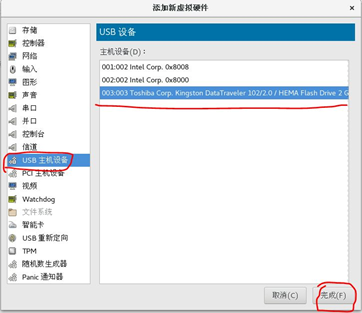 添加新虚拟硬件
存储
控制器
网络
输入
图形
声音
串口
并口
控制台
信道
USB 主机设备
PCI 主机设备
视频
Watchdog
文件系统
智能卡
USB 重新定向
TPM
随机数生成器
Panic 通知器
USB 设备
主机设备(D)：
001:002 Intel Corp. 0x8008
002:002 Intel Corp. 0x8000
003:003 Toshiba Corp. Kingston DataTraveler 102/2.0 / HEMA Flash Drive 2 G
取消(C)
完成(F)